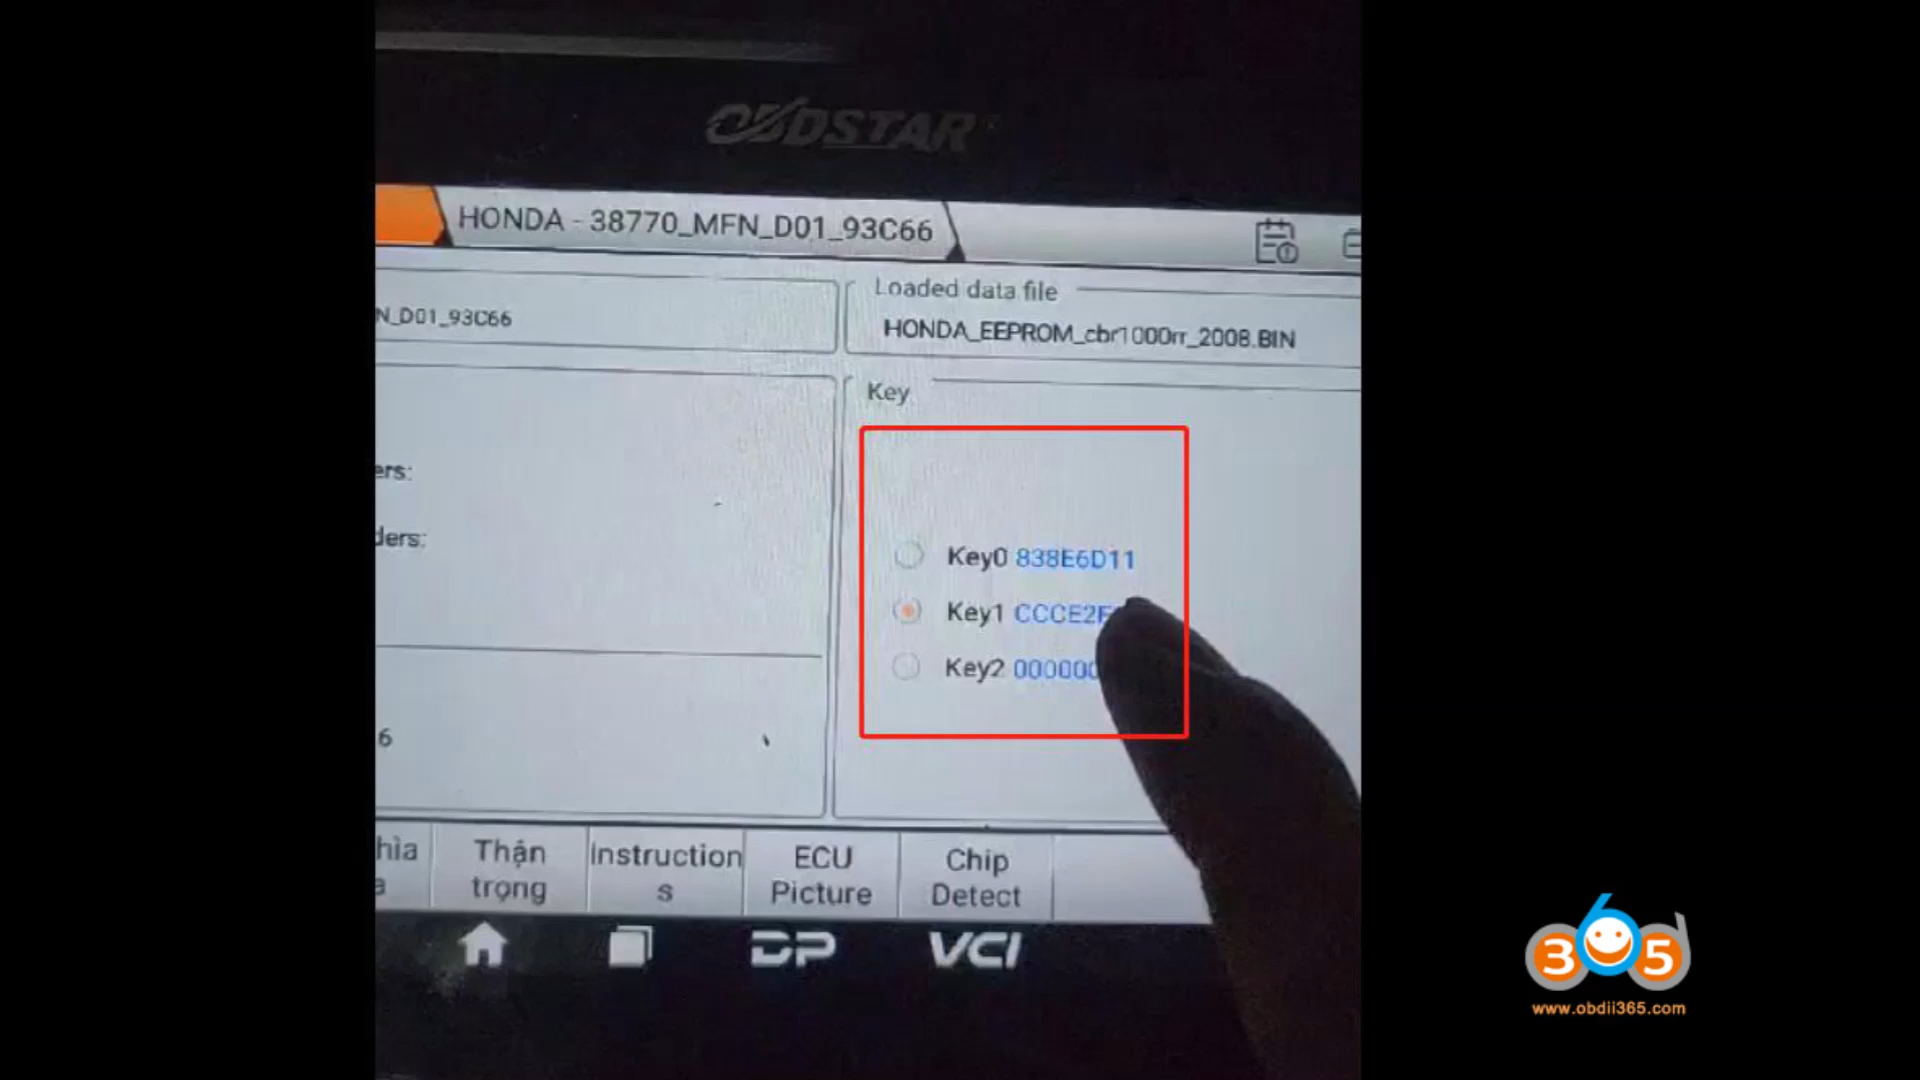 OBDSTAR
HONDA - 38770_MFN_D01_93C66
N_D01_93C66
Loaded data file
HONDA_EEPROM_cbr1000rr_2008.BIN
Key
ers:
ders:
Key0 838E6D11
Key1 CCCE2F
Key2 000000
6
hìa
a
Thận
trọng
Instruction
s
ECU
Picture
Chip
Detect
DP
VCI
365
www.obdii365.com